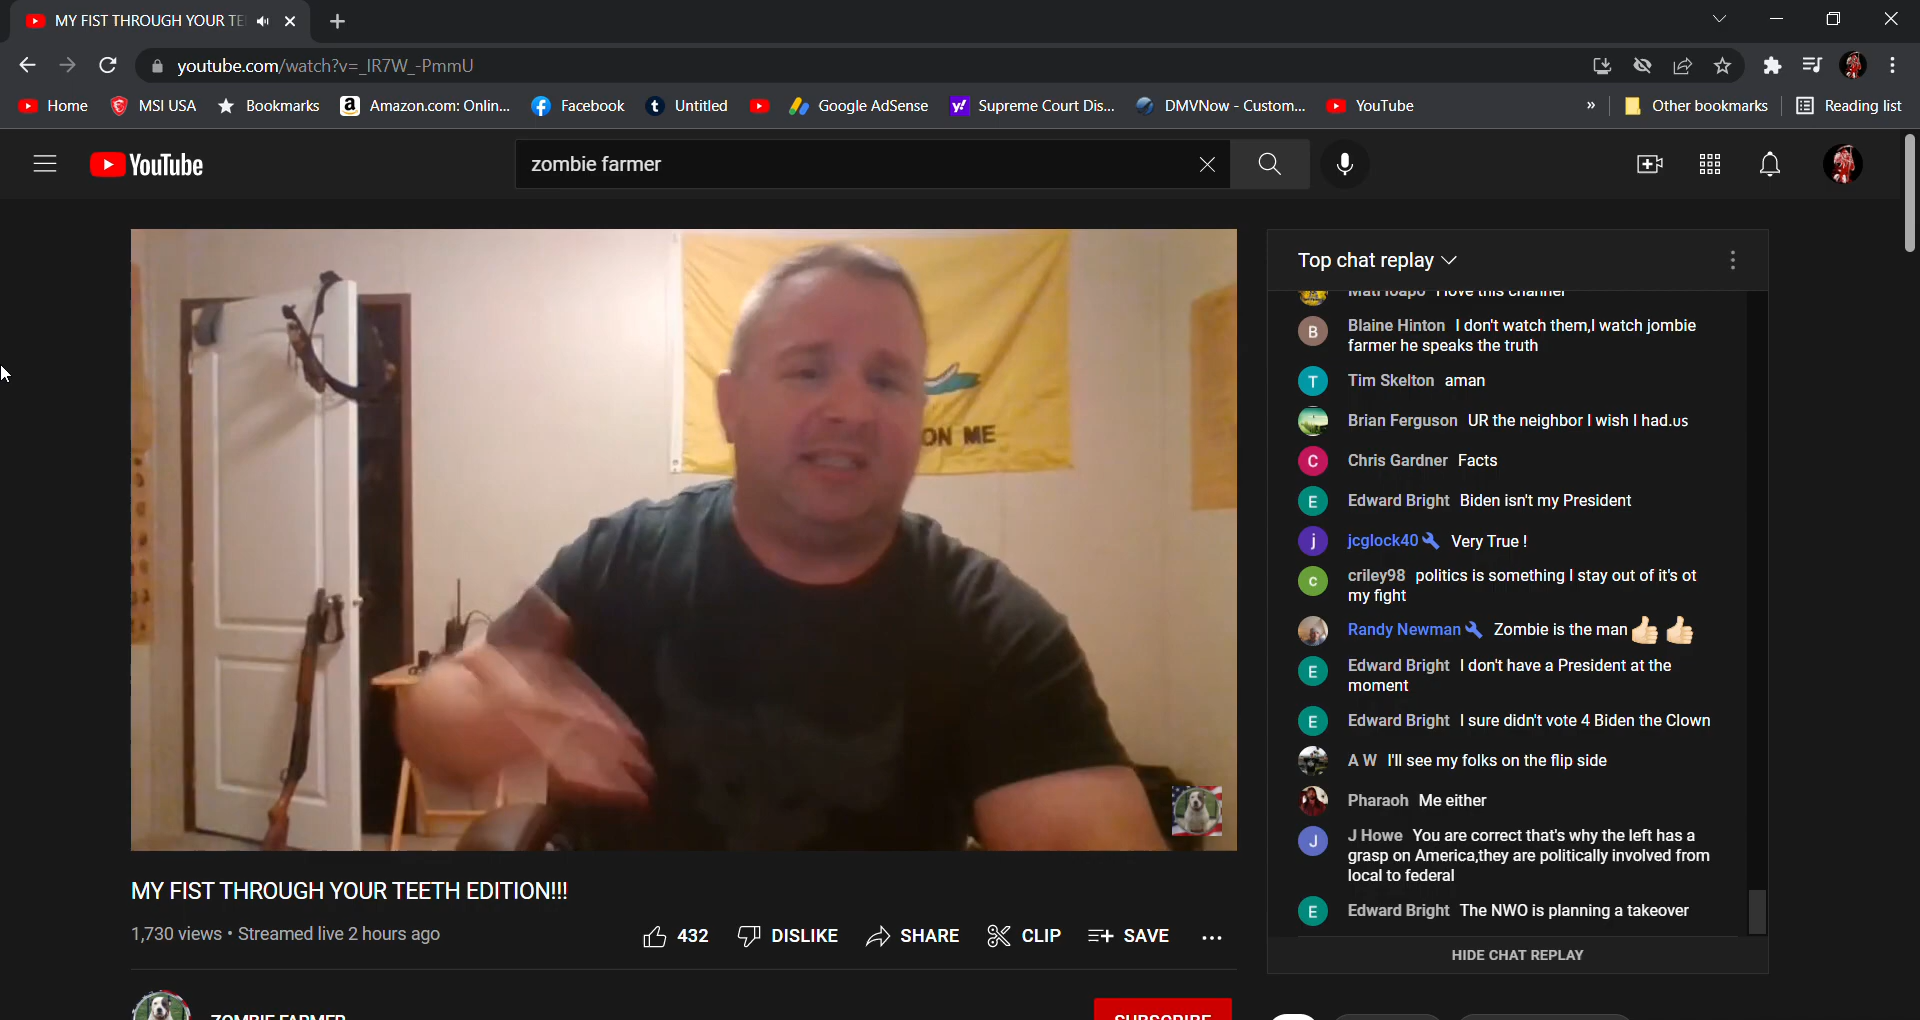 MY FIST THROUGH YOUR TE
youtube.com/watch?v=_IR7W_-PmmU
Home
MSI USA
Bookmarks
Amazon.com: Onlin...
Facebook
Untitled
Google AdSense
Supreme Court Dis...
DMVNow - Custom...
YouTube
»
Other bookmarks
Reading list
YouTube
zombie farmer
ON ME
Top chat replay
I love this channel
Blaine Hinton I don't watch them,I watch jombie
farmer he speaks the truth
Tim Skelton aman
Brian Ferguson UR the neighbor I wish I had.us
Chris Gardner Facts
Edward Bright Biden isn't my President
jcglock40 Very True !
criley98 politics is something I stay out of it's ot
my fight
Randy Newman Zombie is the man
Edward Bright I don't have a President at the
moment
Edward Bright I sure didn't vote 4 Biden the Clown
A W I'll see my folks on the flip side
Pharaoh Me either
J Howe You are correct that's why the left has a
grasp on America,they are politically involved from
local to federal
Edward Bright The NWO is planning a takeover
HIDE CHAT REPLAY
MY FIST THROUGH YOUR TEETH EDITION!!!
1,730 views • Streamed live 2 hours ago
432
DISLIKE
SHARE
CLIP
SAVE
ZOMBIE FARMER
SUBSCRIBE